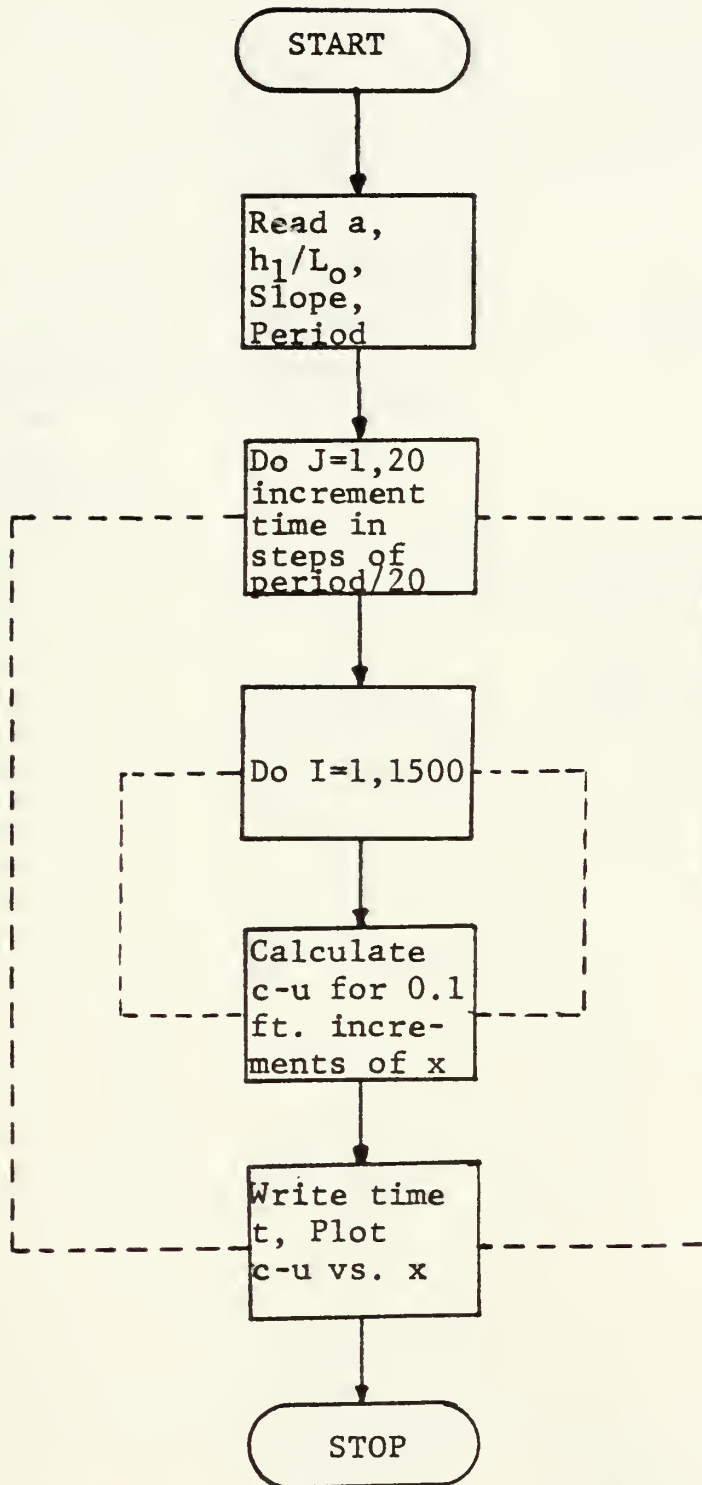 START
Read a,
h₁/Lₒ,
Slope,
Period
Do J=1,20
increment
time in
steps of
period/20
Do I=1,1500
Calculate
c-u for 0.1
ft. incre-
ments of x
Write time
t, Plot
c-u vs. x
STOP